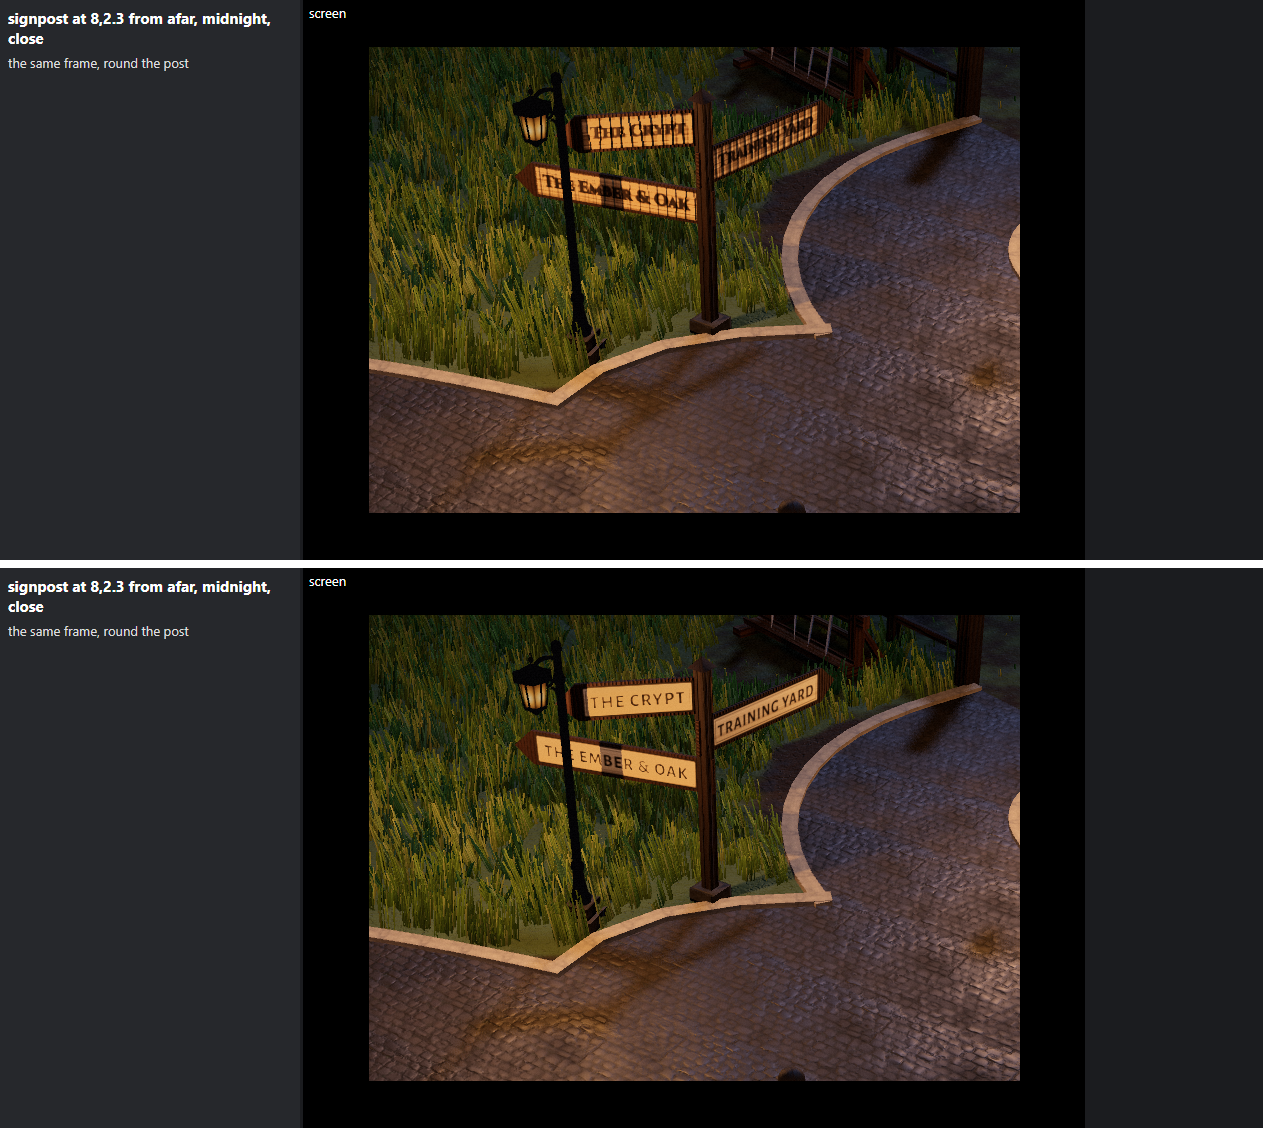 signpost at 8,2.3 from afar, midnight,
close
the same frame, round the post
screen
THE CRYPT
TRAINING YARD
THE EMBER & OAK
signpost at 8,2.3 from afar, midnight,
close
the same frame, round the post
screen
THE CRYPT
TRAINING YARD
THE EMBER & OAK